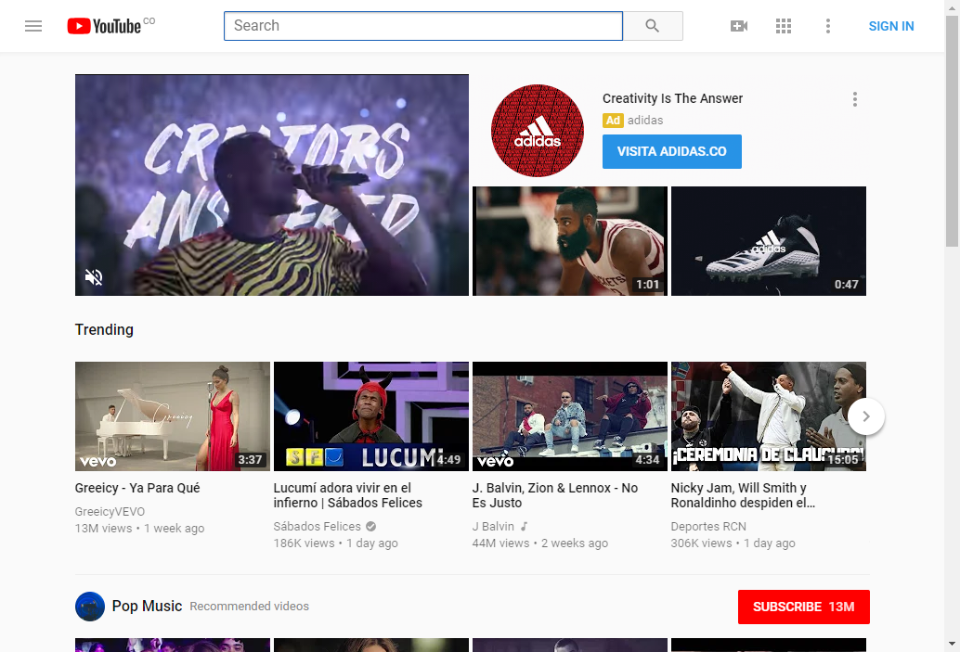 YouTube CO
Search
SIGN IN
CREATORS
ANSWERED
adidas
Creativity Is The Answer
Ad adidas
VISITA ADIDAS.CO
1:01
adidas
0:47
Trending
Greeicy
vevo
3:37
SF
LUCUMÍ
4:49
vevo
4:34
¡CEREMONIA DE CLAUSURA!
15:05
Greeicy - Ya Para Qué
GreeicyVEVO
13M views • 1 week ago
Lucumí adora vivir en el
infierno | Sábados Felices
Sábados Felices
186K views • 1 day ago
J. Balvin, Zion & Lennox - No
Es Justo
J Balvin
44M views • 2 weeks ago
Nicky Jam, Will Smith y
Ronaldinho despiden el...
Deportes RCN
306K views • 1 day ago
Pop Music Recommended videos
SUBSCRIBE 13M